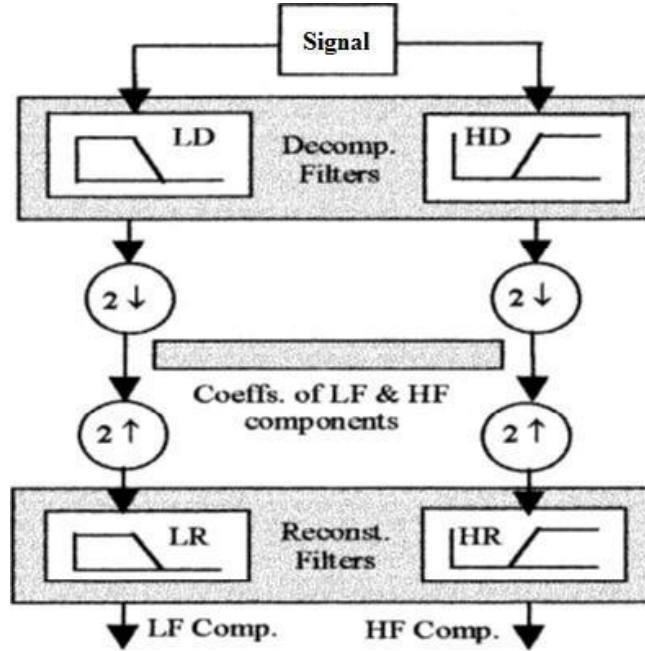 Signal
LD
Decomp.
Filters
HD
2 ↓
2 ↓
Coeffs. of LF & HF
components
2 ↑
2 ↑
LR
Reconst.
Filters
HR
LF Comp.
HF Comp.